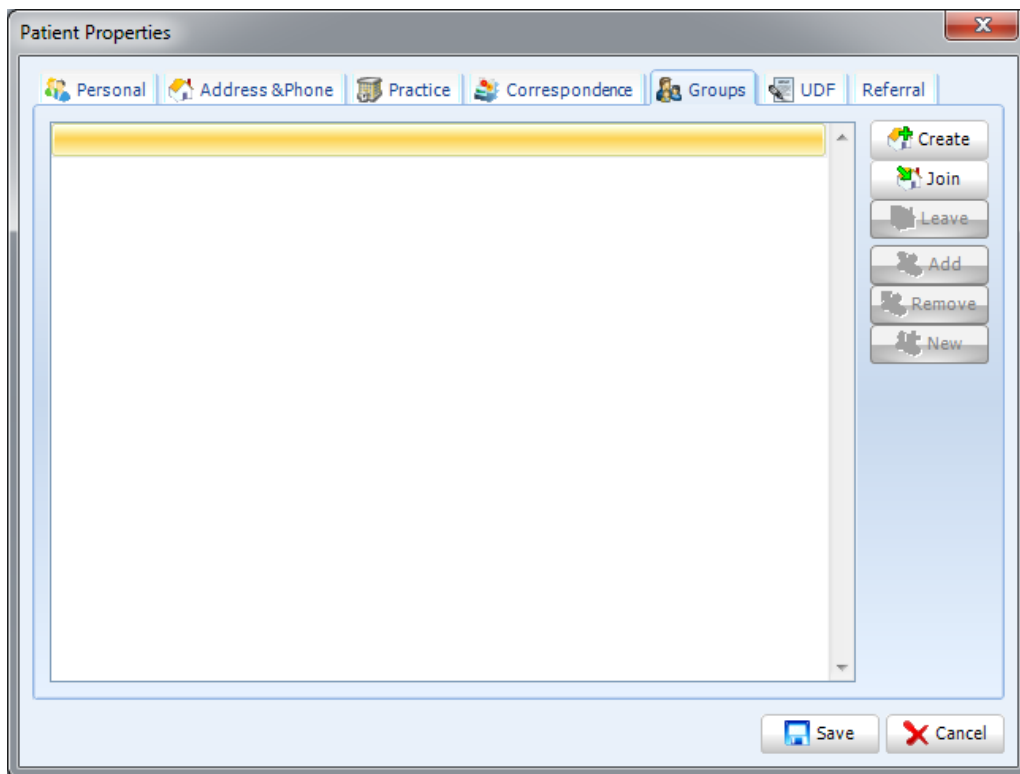 Patient Properties
Personal Address &Phone Practice Correspondence Groups UDF Referral
Create
Join
Leave
Add
Remove
New
Save Cancel